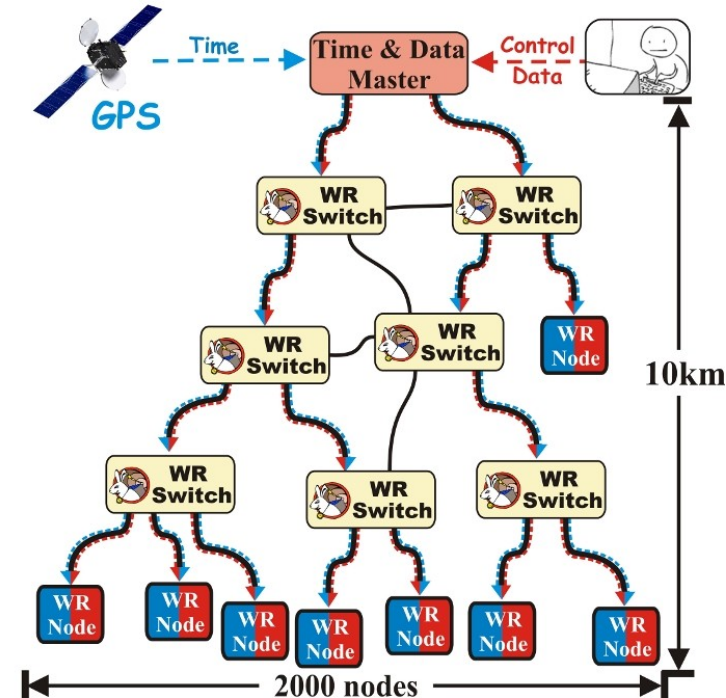 Time
GPS
Time & Data
Master
Control
Data
WR
Switch
WR
Switch
WR
Switch
WR
Switch
WR
Node
10km
WR
Switch
WR
Switch
WR
Switch
WR
Node
WR
Node
WR
Node
WR
Node
WR
Node
WR
Node
WR
Node
2000 nodes